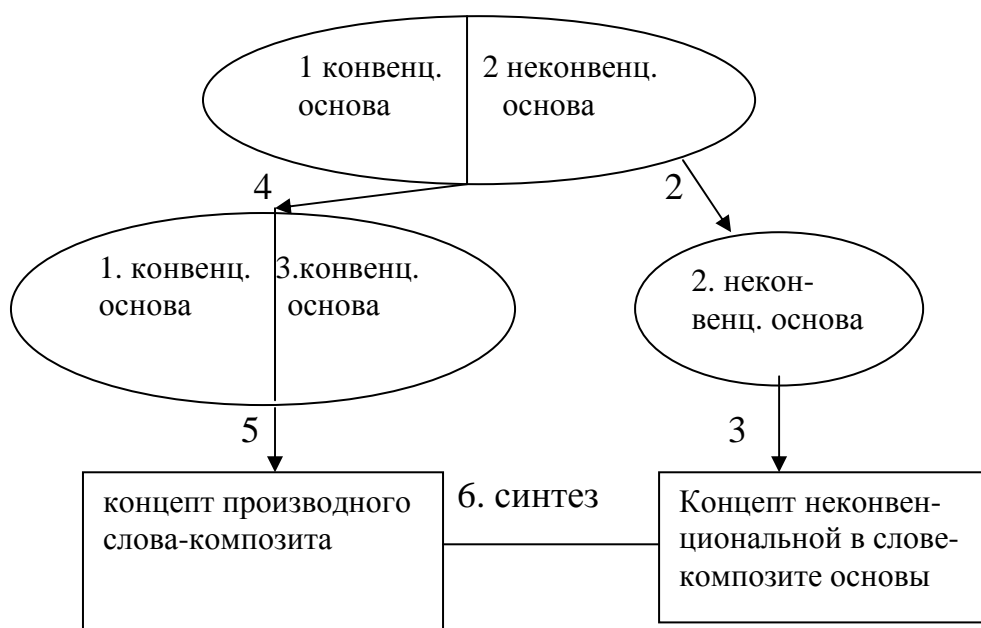 1 конвенц.
основа
2 неконвенц.
основа
4
2
1. конвенц.
основа
3.конвенц.
основа
2. некон-
венц. основа
5
3
концепт производного
слова-композита
6. синтез
Концепт неконвен-
циональной в слове-
композите основы